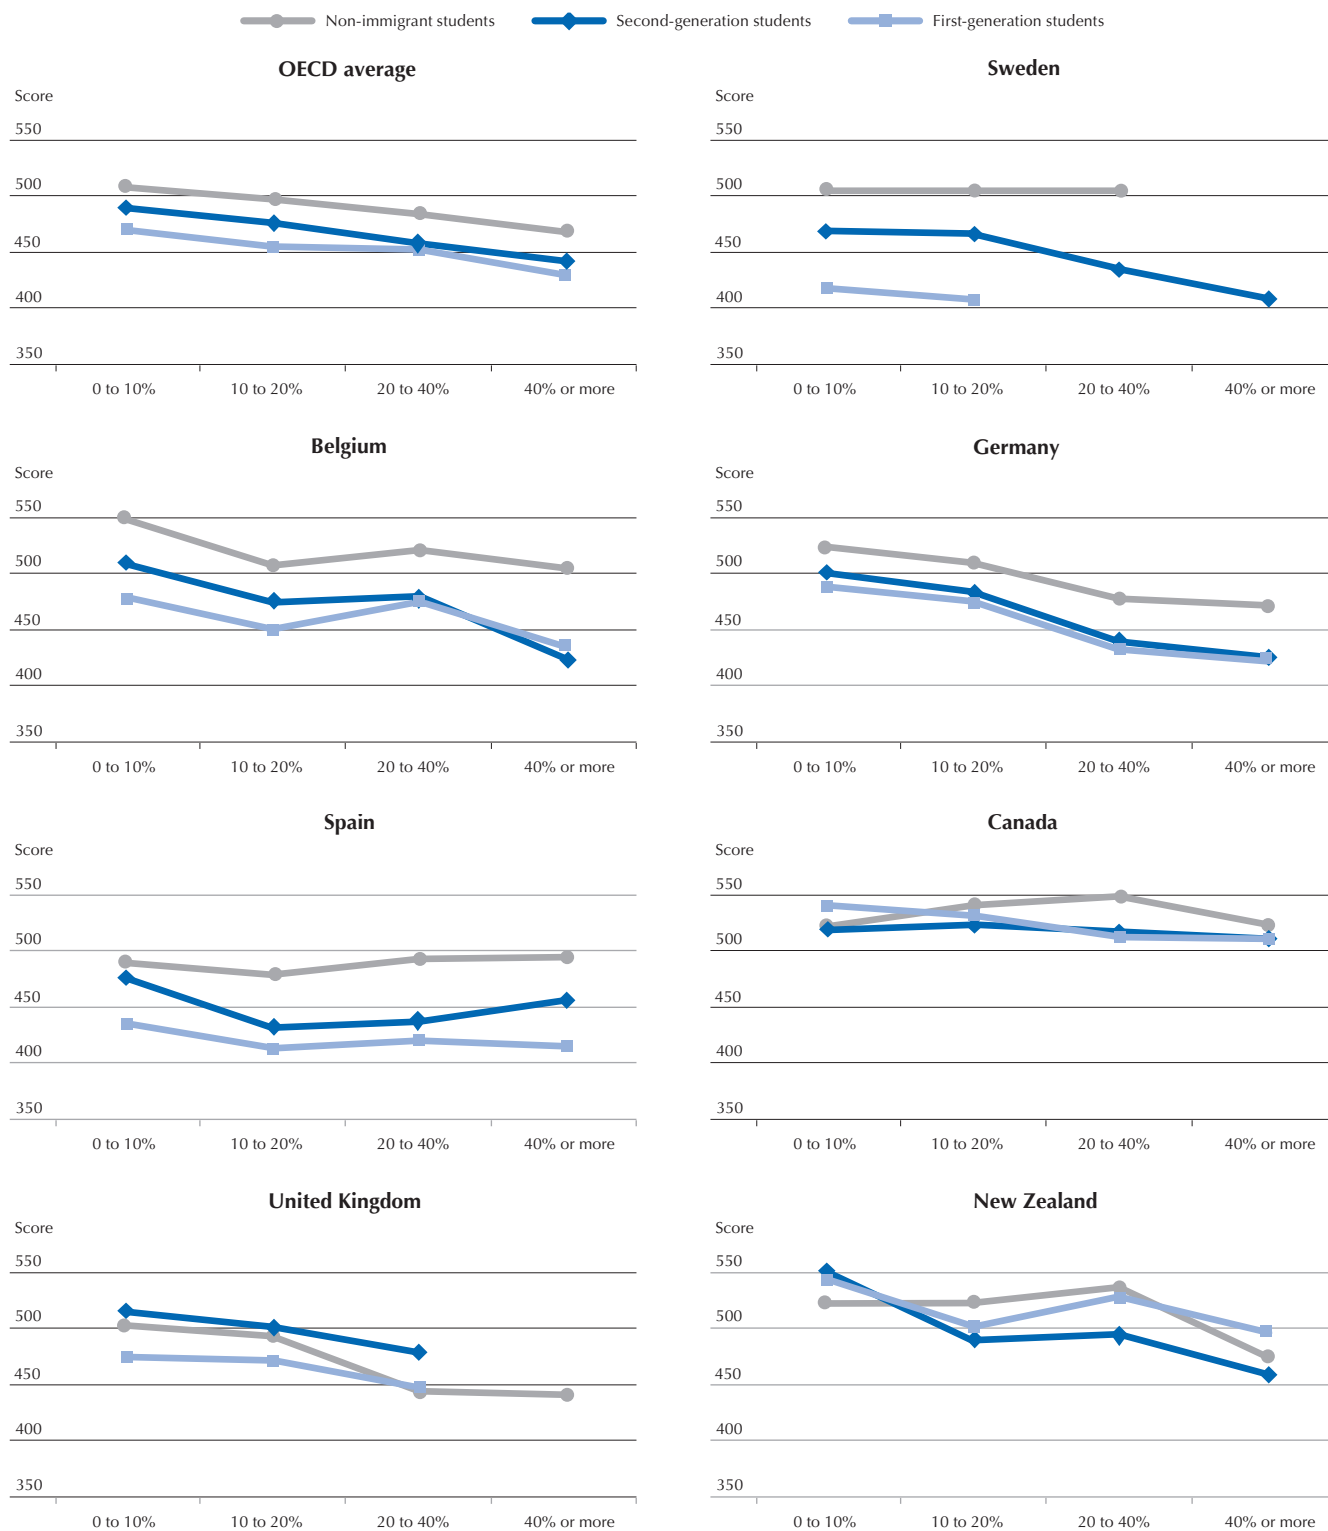 Non-immigrant students Second-generation students First-generation students
OECD average
Score
550
500
450
400
350
0 to 10% 10 to 20% 20 to 40% 40% or more
Sweden
Score
550
500
450
400
350
0 to 10% 10 to 20% 20 to 40% 40% or more
Belgium
Score
550
500
450
400
350
0 to 10% 10 to 20% 20 to 40% 40% or more
Germany
Score
550
500
450
400
350
0 to 10% 10 to 20% 20 to 40% 40% or more
Spain
Score
550
500
450
400
350
0 to 10% 10 to 20% 20 to 40% 40% or more
Canada
Score
550
500
450
400
350
0 to 10% 10 to 20% 20 to 40% 40% or more
United Kingdom
Score
550
500
450
400
350
0 to 10% 10 to 20% 20 to 40% 40% or more
New Zealand
Score
550
500
450
400
350
0 to 10% 10 to 20% 20 to 40% 40% or more